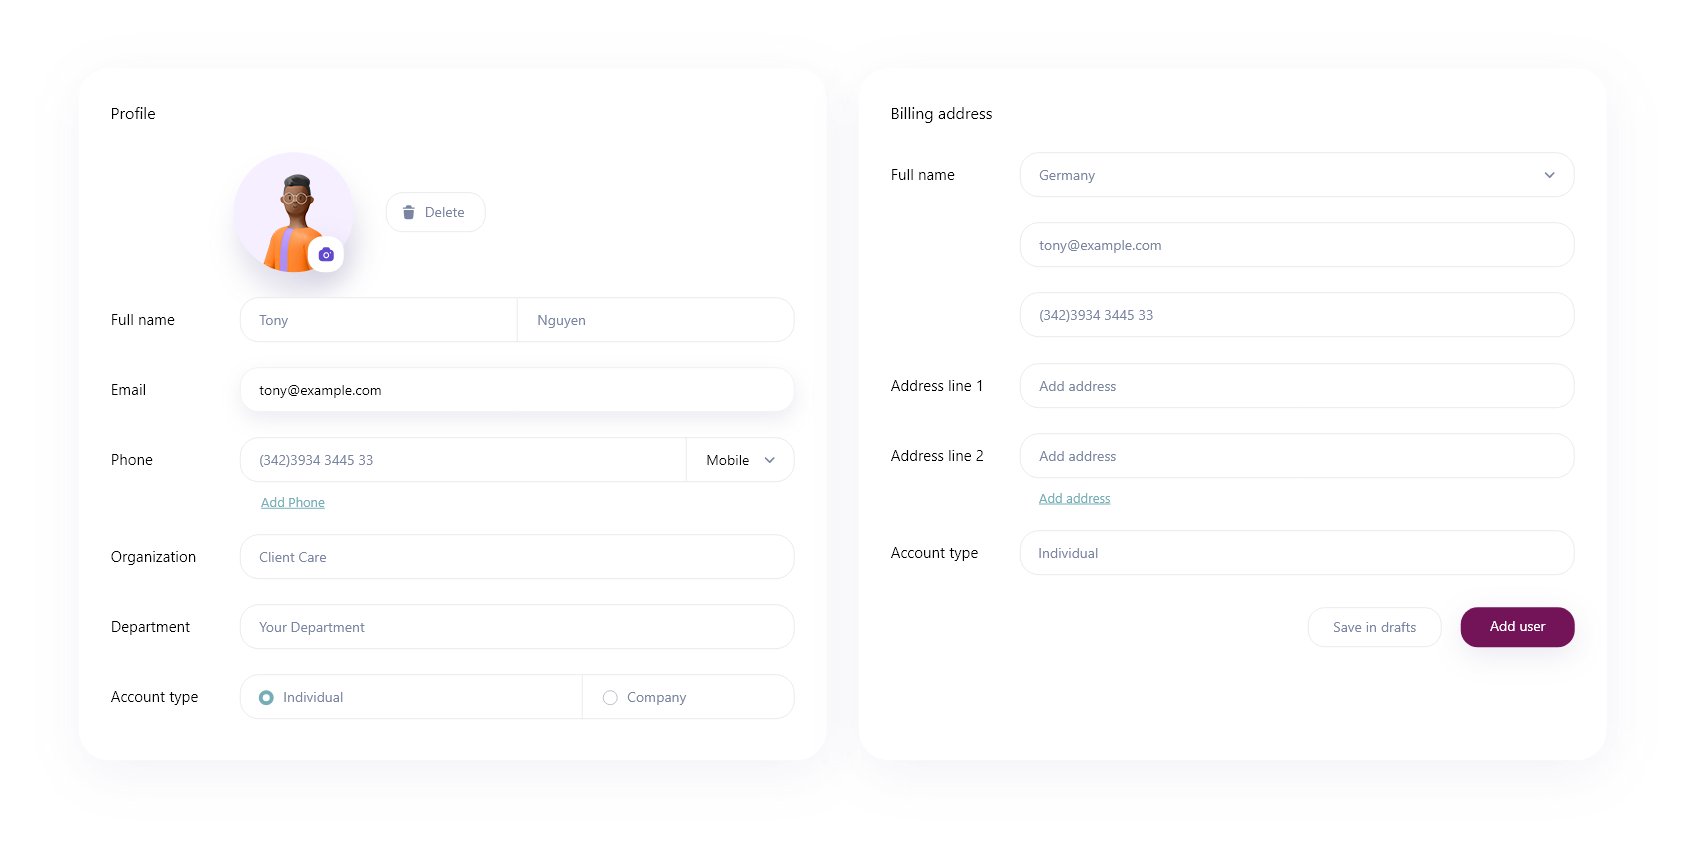 Profile
Delete
Full name
Tony
Nguyen
Email
tony@example.com
Phone
(342)3934 3445 33
Mobile
Add Phone
Organization
Client Care
Department
Your Department
Account type
Individual
Company
Billing address
Full name
Germany
tony@example.com
(342)3934 3445 33
Address line 1
Add address
Address line 2
Add address
Add address
Account type
Individual
Save in drafts
Add user